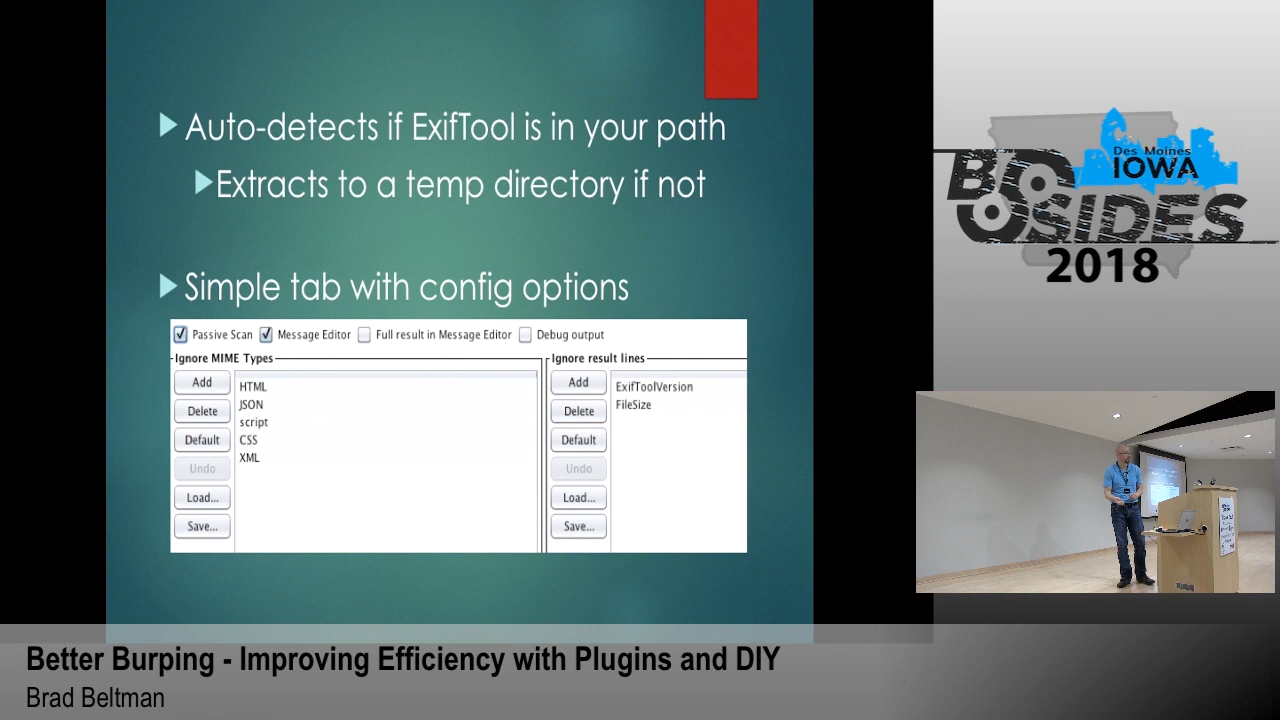 Auto-detects if ExifTool is in your path
Extracts to a temp directory if not
Simple tab with config options
Passive Scan Message Editor Full result in Message Editor Debug output
Ignore MIME Types
Add
Delete
Default
Undo
Load...
Save...
HTML
JSON
script
CSS
XML
Ignore result lines
Add
Delete
Default
Undo
Load...
Save...
ExifToolVersion
FileSize
Des Moines
IOWA
BSIDES
2018
Better Burping - Improving Efficiency with Plugins and DIY
Brad Beltman